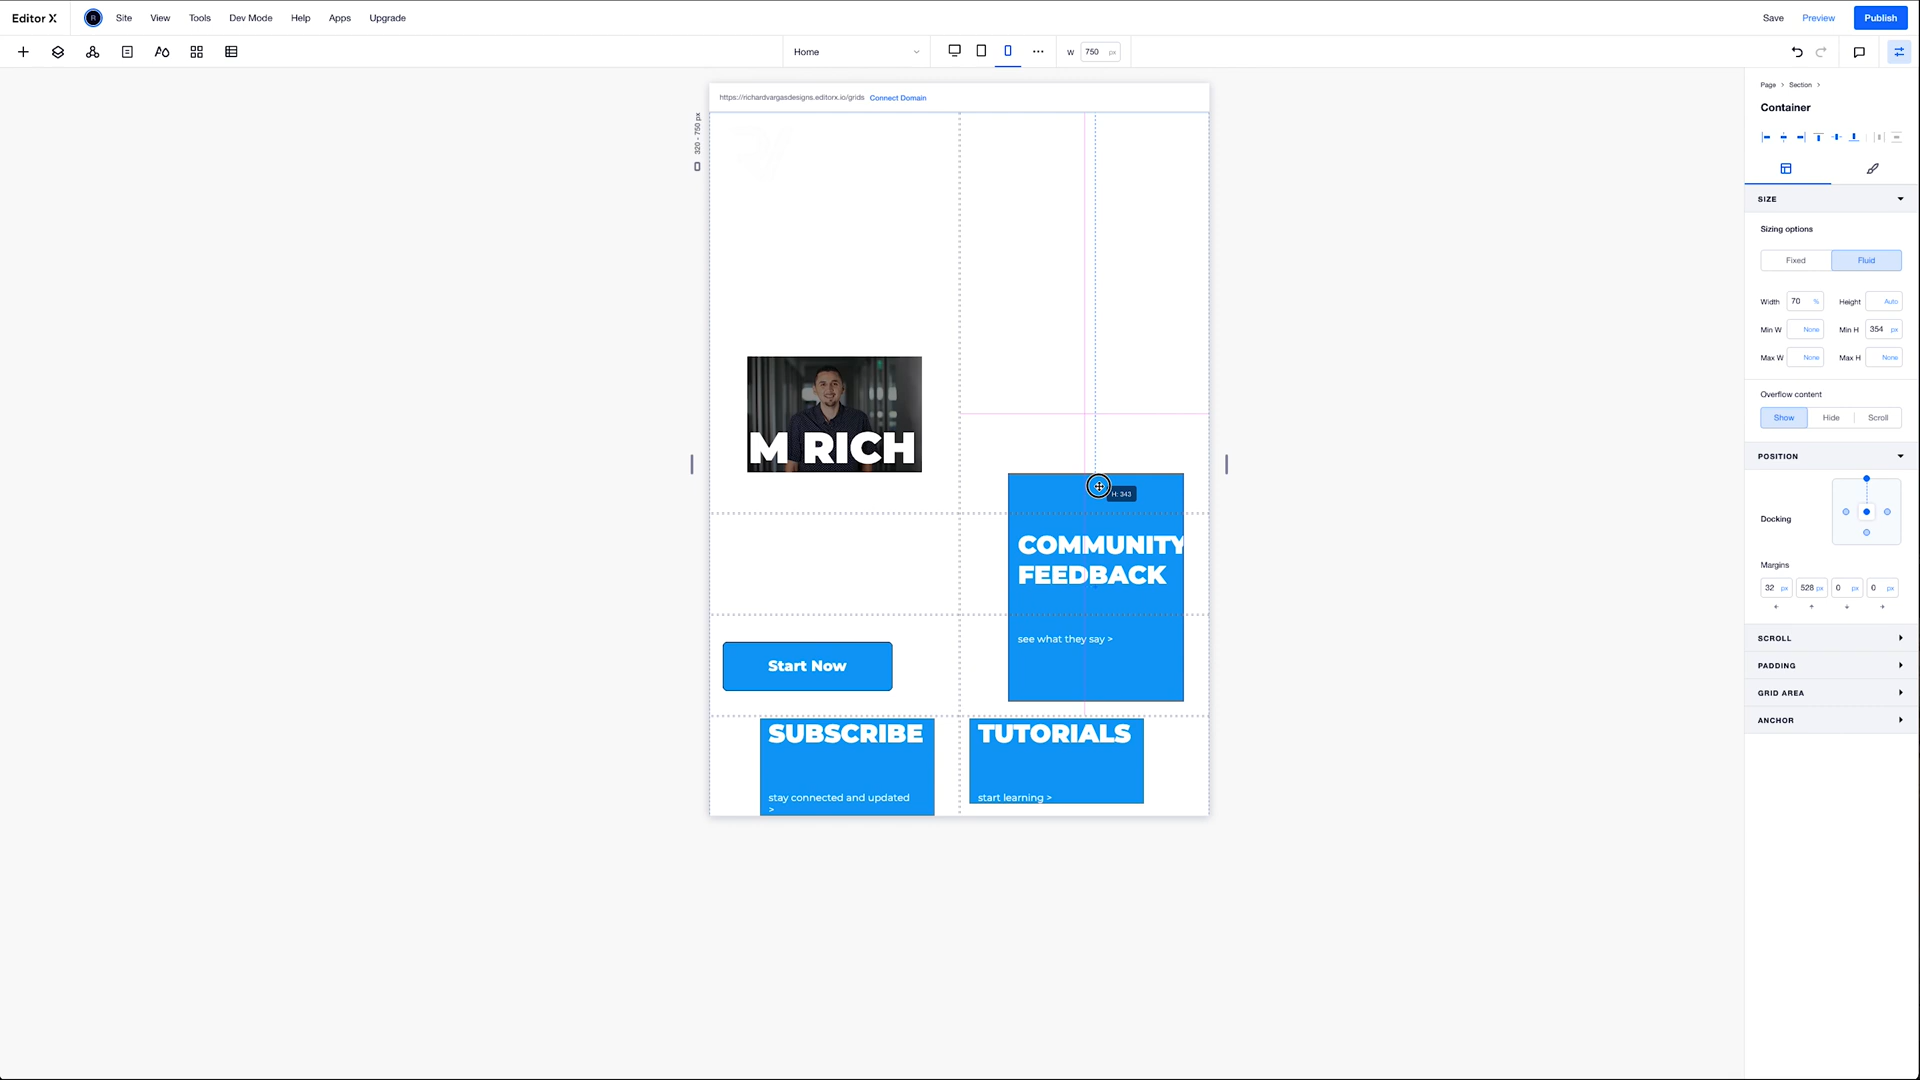 Editor X
R
Site
View
Tools
Dev Mode
Help
Apps
Upgrade
Save
Preview
Publish
Home
W
750
px
https://richardvargasdesigns.editorx.io/grids
Connect Domain
320 - 750 px
M RICH
H: 343
COMMUNITY
FEEDBACK
see what they say >
Start Now
SUBSCRIBE
stay connected and updated
>
TUTORIALS
start learning >
Page > Section >
Container
SIZE
Sizing options
Fixed
Fluid
Width 70 % Height Auto
Min W None Min H 354 px
Max W None Max H None
Overflow content
Show
Hide
Scroll
POSITION
Docking
Margins
32 px 528 px 0 px 0 px
SCROLL
PADDING
GRID AREA
ANCHOR